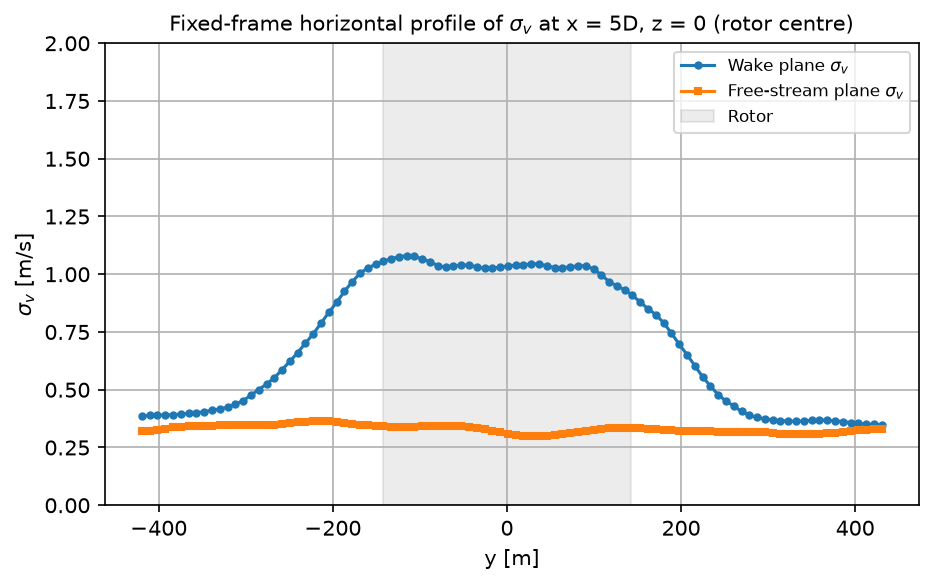 Fixed-frame horizontal profile of σᵥ at x = 5D, z = 0 (rotor centre)
2.00
1.75
1.50
1.25
1.00
0.75
0.50
0.25
0.00
σᵥ [m/s]
Wake plane σᵥ
Free-stream plane σᵥ
Rotor
−400
−200
0
200
400
y [m]